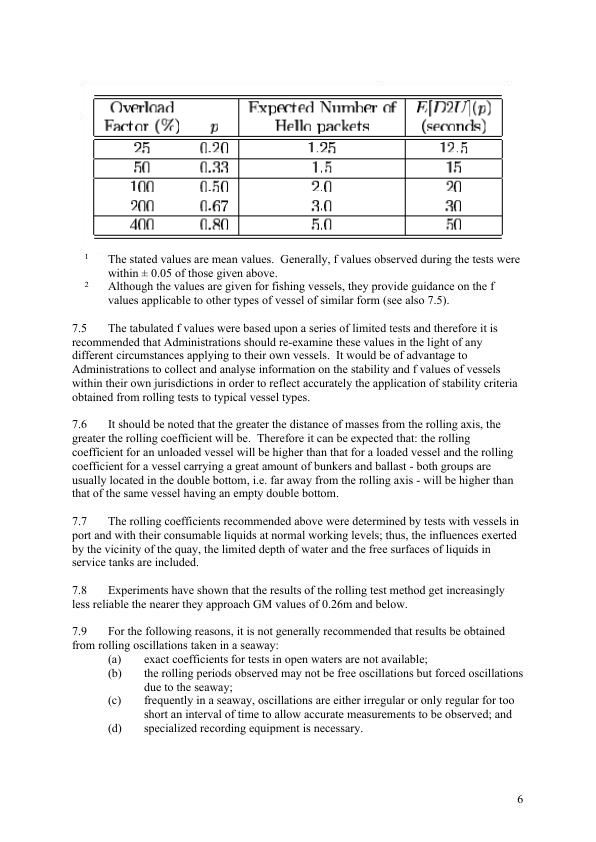 Overload Expected Number of E[D2U](p)
Factor (%) p Hello packets (seconds)
25 0.20 1.25 12.5
50 0.33 1.5 15
100 0.50 2.0 20
200 0.67 3.0 30
400 0.80 5.0 50
1 The stated values are mean values. Generally, f values observed during the tests were
within ± 0.05 of those given above.
2 Although the values are given for fishing vessels, they provide guidance on the f
values applicable to other types of vessel of similar form (see also 7.5).
7.5 The tabulated f values were based upon a series of limited tests and therefore it is
recommended that Administrations should re-examine these values in the light of any
different circumstances applying to their own vessels. It would be of advantage to
Administrations to collect and analyse information on the stability and f values of vessels
within their own jurisdictions in order to reflect accurately the application of stability criteria
obtained from rolling tests to typical vessel types.
7.6 It should be noted that the greater the distance of masses from the rolling axis, the
greater the rolling coefficient will be. Therefore it can be expected that: the rolling
coefficient for an unloaded vessel will be higher than that for a loaded vessel and the rolling
coefficient for a vessel carrying a great amount of bunkers and ballast - both groups are
usually located in the double bottom, i.e. far away from the rolling axis - will be higher than
that of the same vessel having an empty double bottom.
7.7 The rolling coefficients recommended above were determined by tests with vessels in
port and with their consumable liquids at normal working levels; thus, the influences exerted
by the vicinity of the quay, the limited depth of water and the free surfaces of liquids in
service tanks are included.
7.8 Experiments have shown that the results of the rolling test method get increasingly
less reliable the nearer they approach GM values of 0.26m and below.
7.9 For the following reasons, it is not generally recommended that results be obtained
from rolling oscillations taken in a seaway:
(a) exact coefficients for tests in open waters are not available;
(b) the rolling periods observed may not be free oscillations but forced oscillations
due to the seaway;
(c) frequently in a seaway, oscillations are either irregular or only regular for too
short an interval of time to allow accurate measurements to be observed; and
(d) specialized recording equipment is necessary.
6